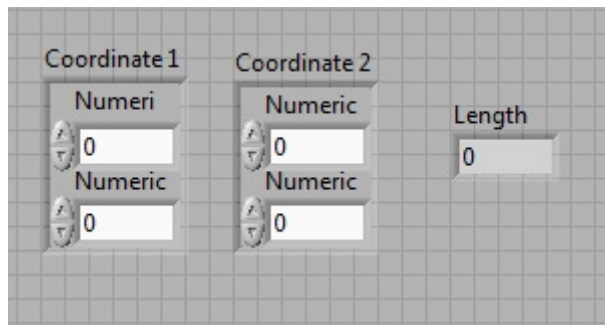 Coordinate 1
Numeri
0
Numeric
0
Coordinate 2
Numeric
0
Numeric
0
Length
0